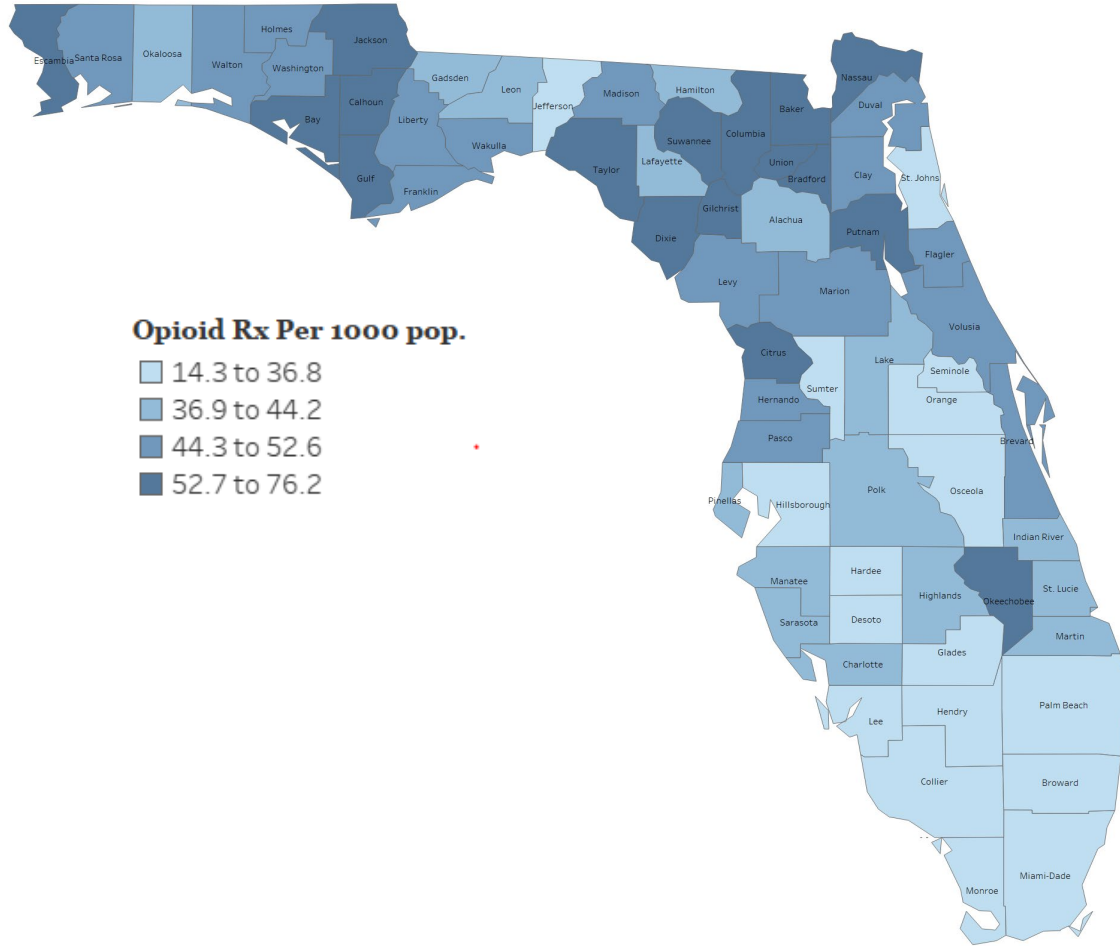 Holmes
Jackson
Escambia
Santa Rosa
Okaloosa
Walton
Washington
Gadsden
Leon
Jefferson
Madison
Hamilton
Nassau
Duval
Baker
Calhoun
Bay
Liberty
Wakulla
Suwannee
Columbia
Lafayette
Taylor
Union
Bradford
Clay
St. Johns
Gulf
Franklin
Gilchrist
Alachua
Putnam
Dixie
Flagler
Levy
Marion
Volusia
Opioid Rx Per 1000 pop.
14.3 to 36.8
36.9 to 44.2
44.3 to 52.6
52.7 to 76.2
Citrus
Lake
Seminole
Sumter
Hernando
Orange
Pasco
Brevard
Pinellas
Hillsborough
Polk
Osceola
Indian River
Manatee
Hardee
Highlands
Okeechobee
St. Lucie
Sarasota
Desoto
Martin
Charlotte
Glades
Lee
Hendry
Palm Beach
Collier
Broward
Monroe
Miami-Dade